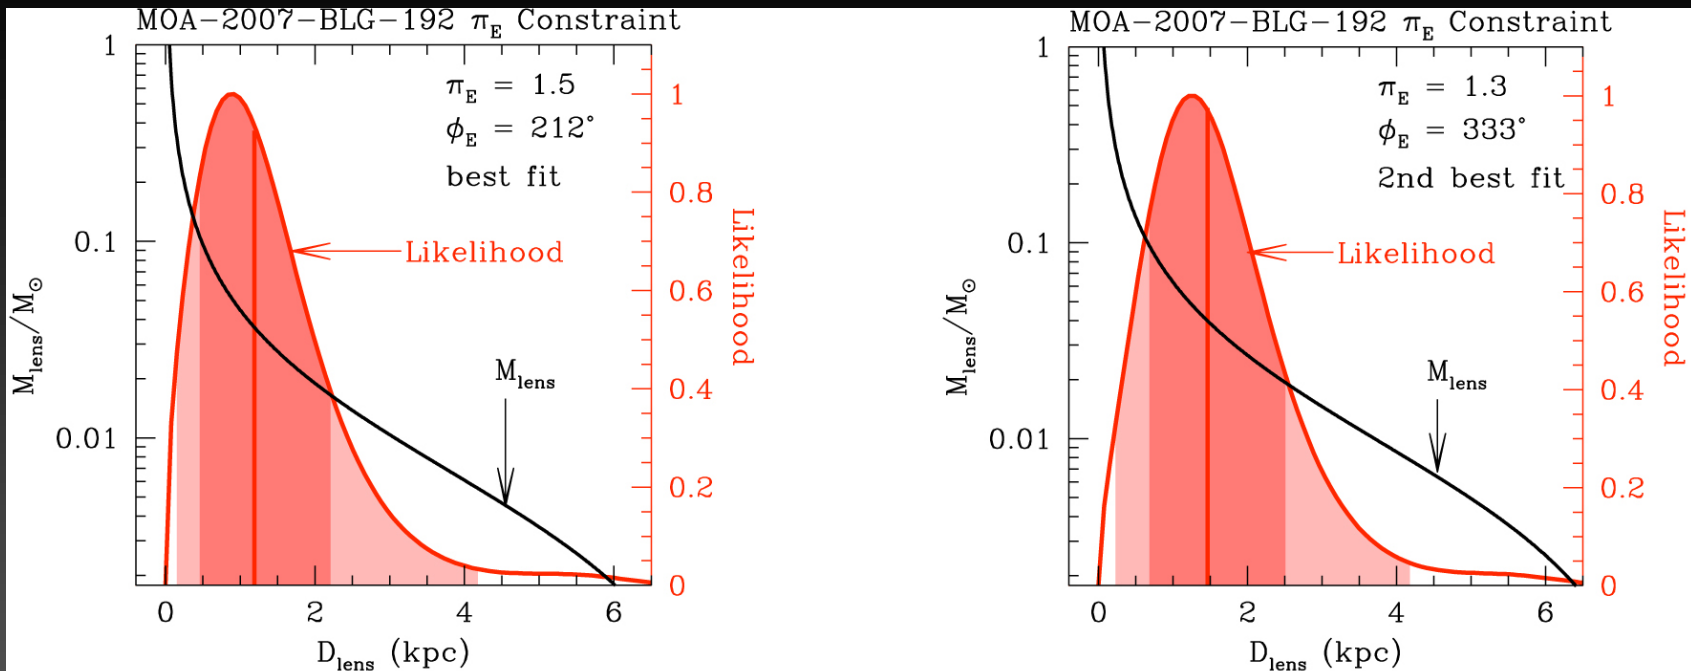 MOA-2007-BLG-192 π_E Constraint
1
0.1
0.01
M_lens/M_⊙
π_E = 1.5
φ_E = 212°
best fit
Likelihood
M_lens
1
0.8
0.6
0.4
0.2
0
Likelihood
0 2 4 6
D_lens (kpc)
MOA-2007-BLG-192 π_E Constraint
1
0.1
0.01
M_lens/M_⊙
π_E = 1.3
φ_E = 333°
2nd best fit
Likelihood
M_lens
1
0.8
0.6
0.4
0.2
0
Likelihood
0 2 4 6
D_lens (kpc)